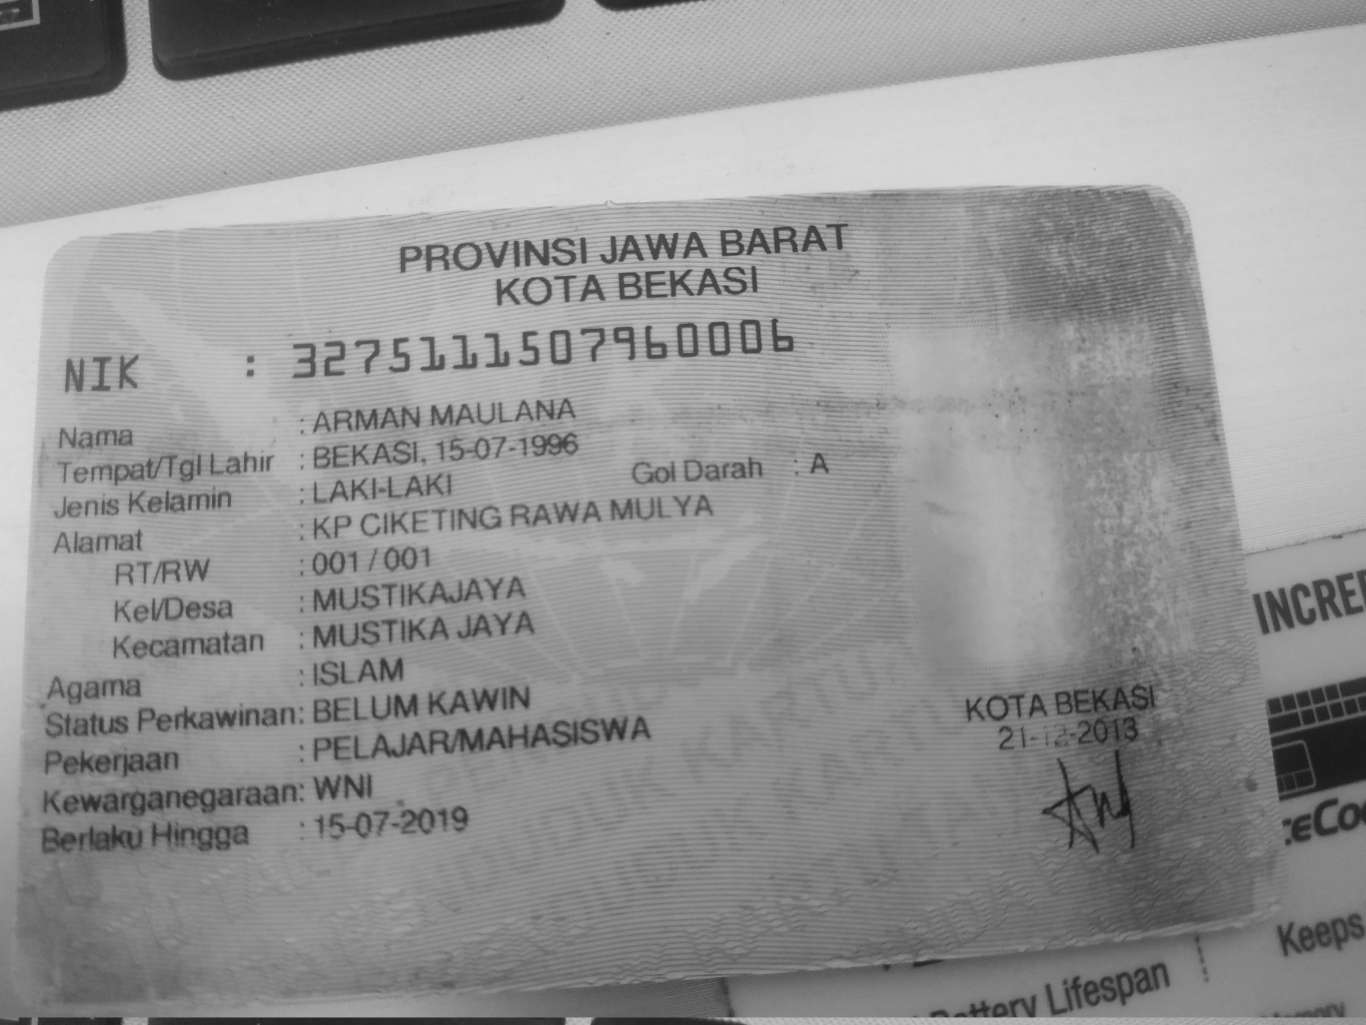 PROVINSI JAWA BARAT
KOTA BEKASI
NIK : 3275111507960006
Nama : ARMAN MAULANA
Tempat/Tgl Lahir : BEKASI, 15-07-1996
Jenis Kelamin : LAKI-LAKI Gol Darah : A
Alamat : KP CIKETING RAWA MULYA
RT/RW : 001 / 001
Kel/Desa : MUSTIKAJAYA
Kecamatan : MUSTIKA JAYA
Agama : ISLAM
Status Perkawinan: BELUM KAWIN
Pekerjaan : PELAJAR/MAHASISWA
Kewarganegaraan: WNI
Berlaku Hingga : 15-07-2019
KOTA BEKASI
21-12-2013
Keeps
Battery Lifespan